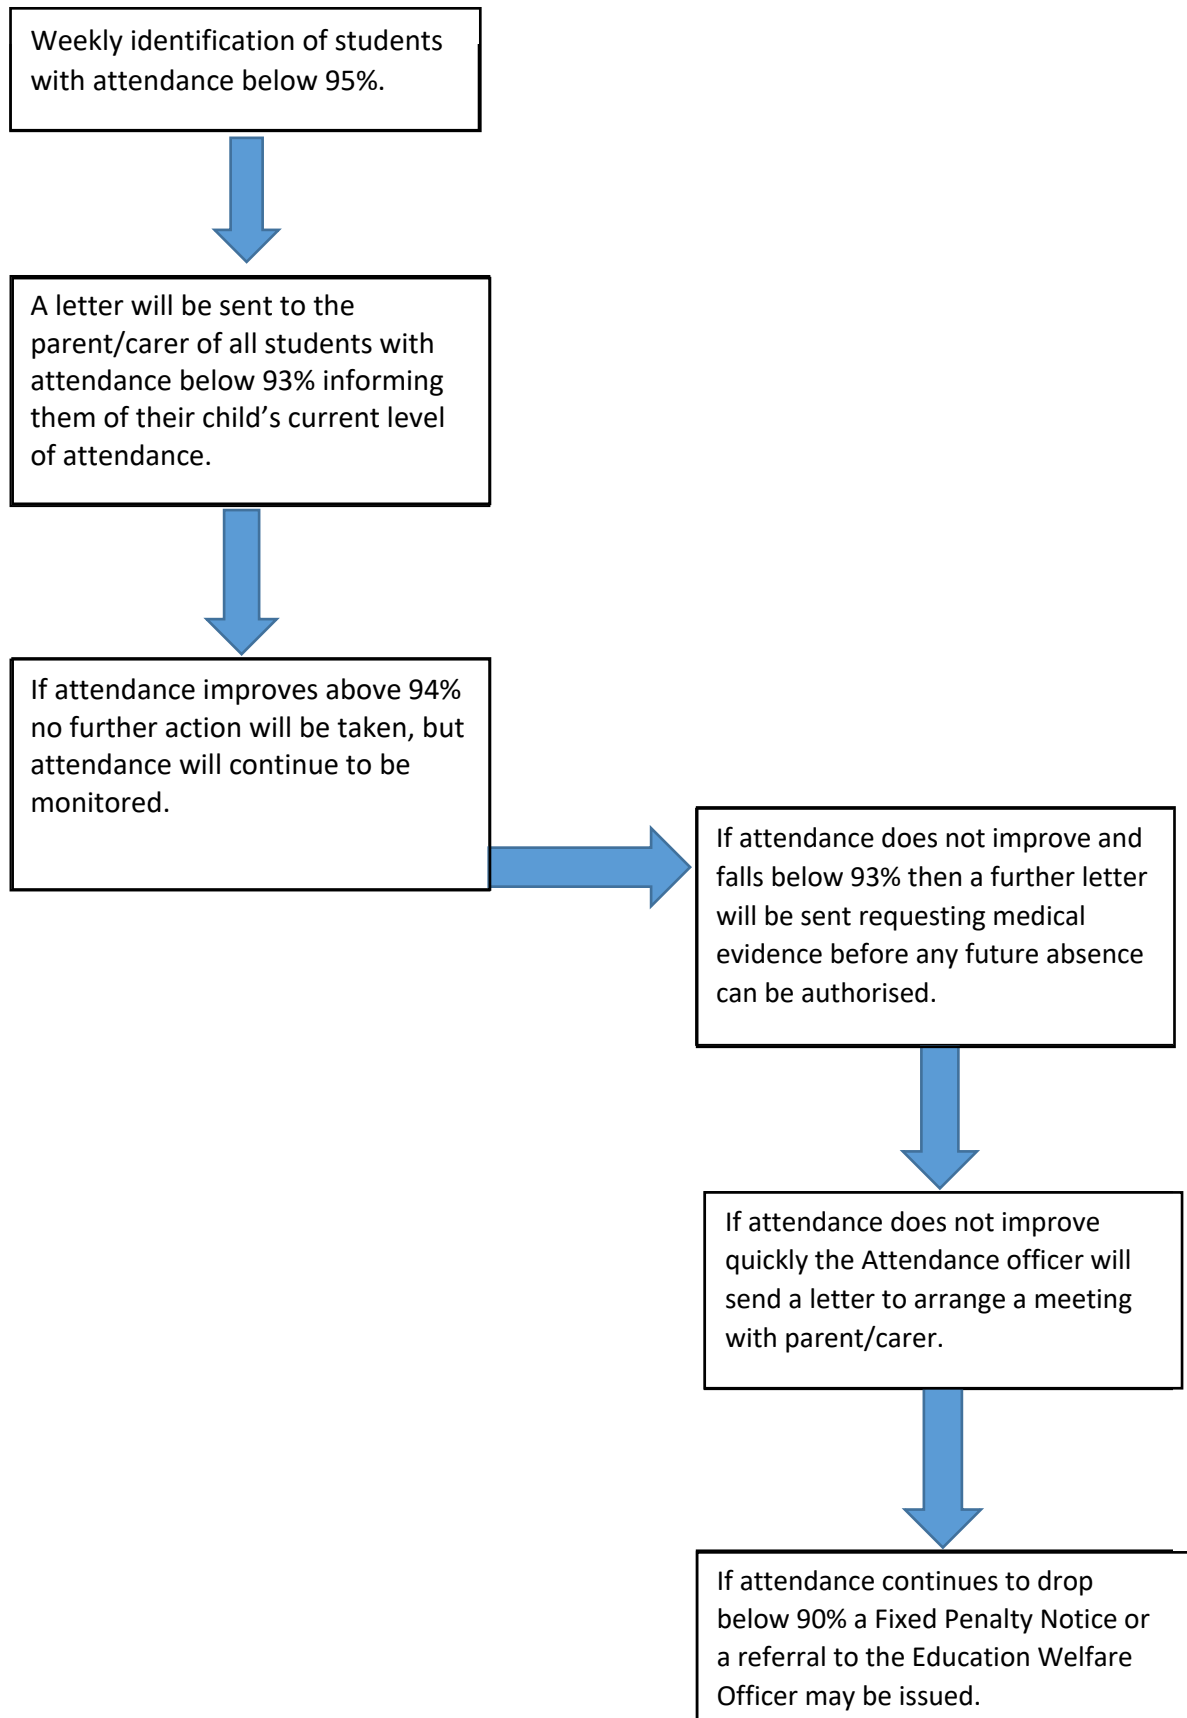 Weekly identification of students
with attendance below 95%.
A letter will be sent to the
parent/carer of all students with
attendance below 93% informing
them of their child’s current level
of attendance.
If attendance improves above 94%
no further action will be taken, but
attendance will continue to be
monitored.
If attendance does not improve and
falls below 93% then a further letter
will be sent requesting medical
evidence before any future absence
can be authorised.
If attendance does not improve
quickly the Attendance officer will
send a letter to arrange a meeting
with parent/carer.
If attendance continues to drop
below 90% a Fixed Penalty Notice or
a referral to the Education Welfare
Officer may be issued.